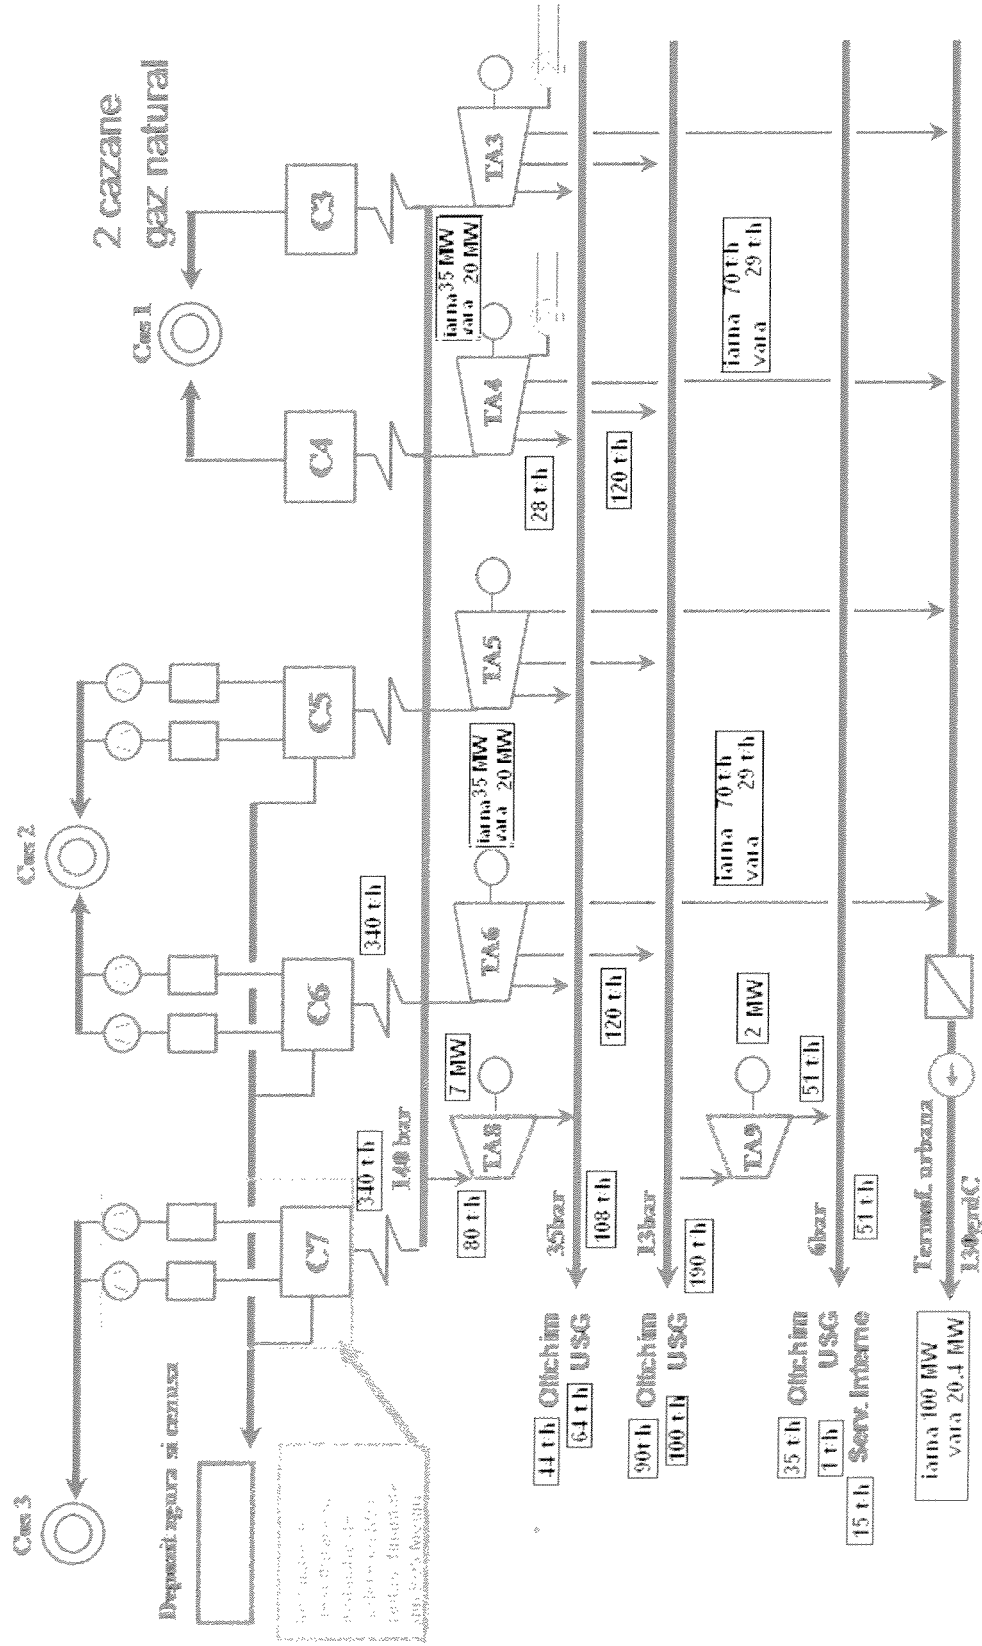 2 cazane
gaz natural
Cos 1
Cos 2
Cos 3
C3
C4
C5
C6
C7
340 t/h
340 t/h
140 bar
Depozit zgura si cenusa
TA3
TA4
TA5
TA6
TA8
TA9
iarna 35 MW
vara 20 MW
iarna 35 MW
vara 20 MW
7 MW
2 MW
80 t/h
28 t/h
120 t/h
120 t/h
iarna 70 t/h
vara 29 t/h
iarna 70 t/h
vara 29 t/h
51 t/h
35bar
108 t/h
13bar
190 t/h
6bar
51 t/h
Termof. urbana
130grdC
44 t/h Oltchim
64 t/h USG
90t/h Oltchim
100 t/h USG
35 t/h Oltchim
1 t/h USG
15 t/h Serv. Interne
iarna 100 MW
vara 20.4 MW